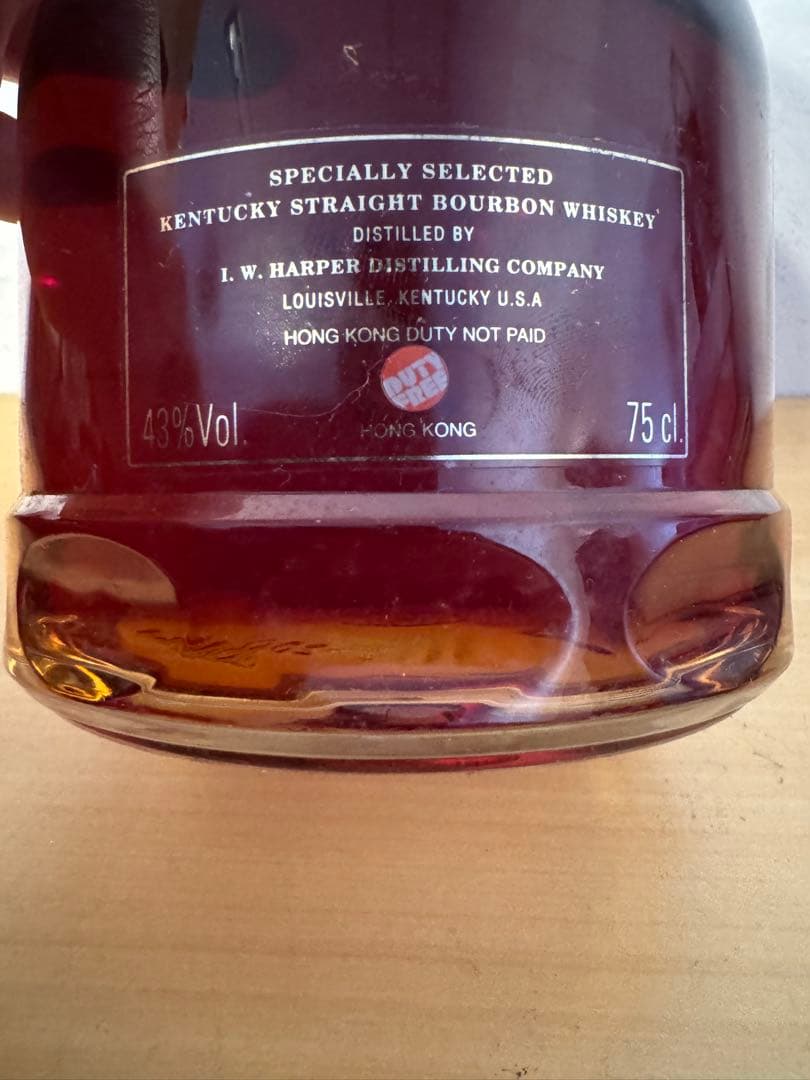 SPECIALLY SELECTED
KENTUCKY STRAIGHT BOURBON WHISKEY
DISTILLED BY
I. W. HARPER DISTILLING COMPANY
LOUISVILLE, KENTUCKY U.S.A
HONG KONG DUTY NOT PAID
DUTY
FREE
43% Vol.
HONG KONG
75 cl.